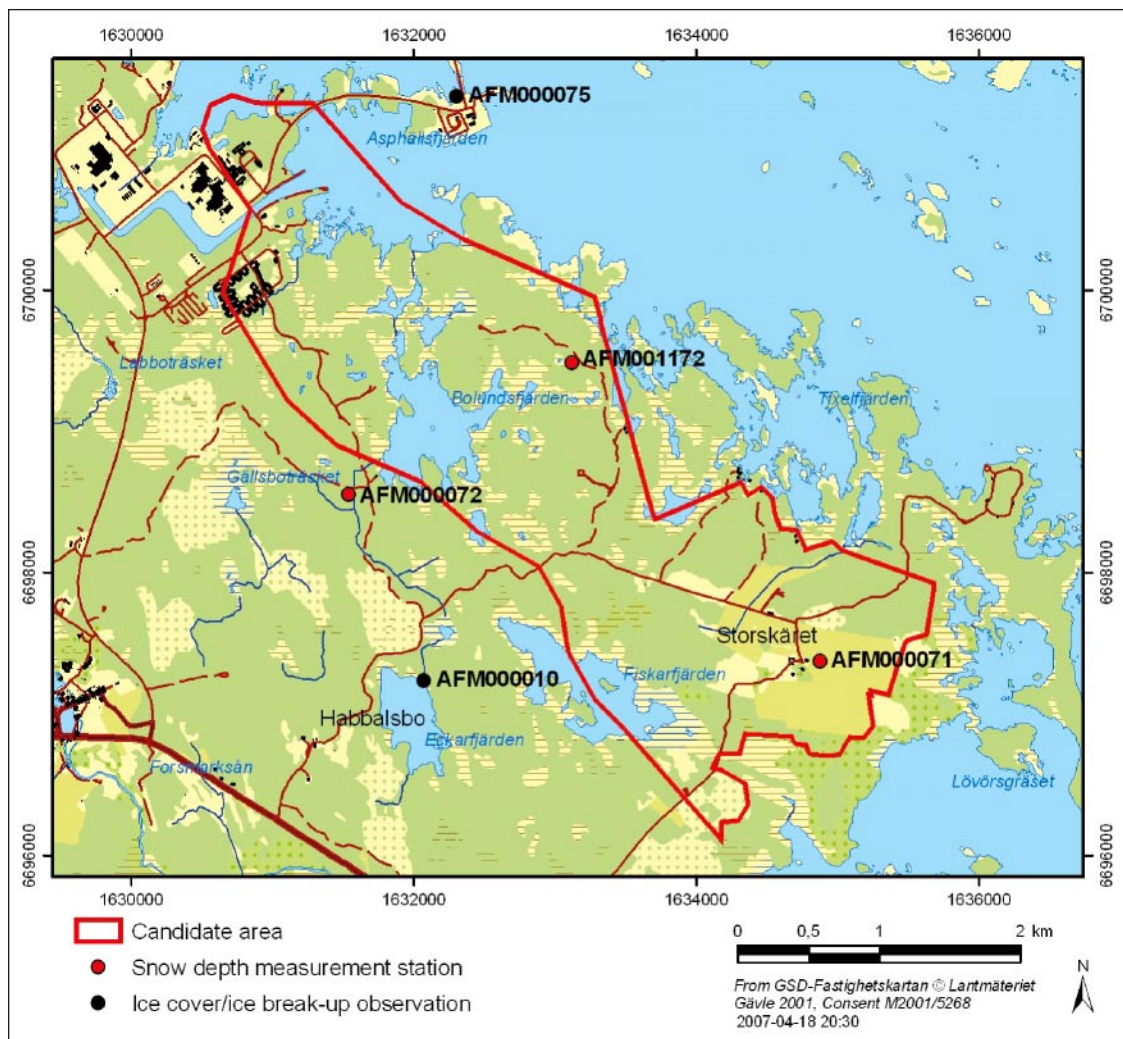 1630000
1632000
1634000
1636000
AFM000075
Asphällsfjärden
6700000
6700000
AFM001172
Labboträsket
Bolundsfjärden
Tixelfjärden
Gällsboträsket
AFM000072
6698000
6698000
Storskäret
AFM000071
AFM000010
Fiskarfjärden
Habbalsbo
Eckarfjärden
Forsmarksån
Lövörsgräset
6696000
6696000
1630000
1632000
1634000
1636000
Candidate area
Snow depth measurement station
Ice cover/ice break-up observation
0 0,5 1 2 km
From GSD-Fastighetskartan © Lantmäteriet
Gävle 2001, Consent M2001/5268
2007-04-18 20:30
N